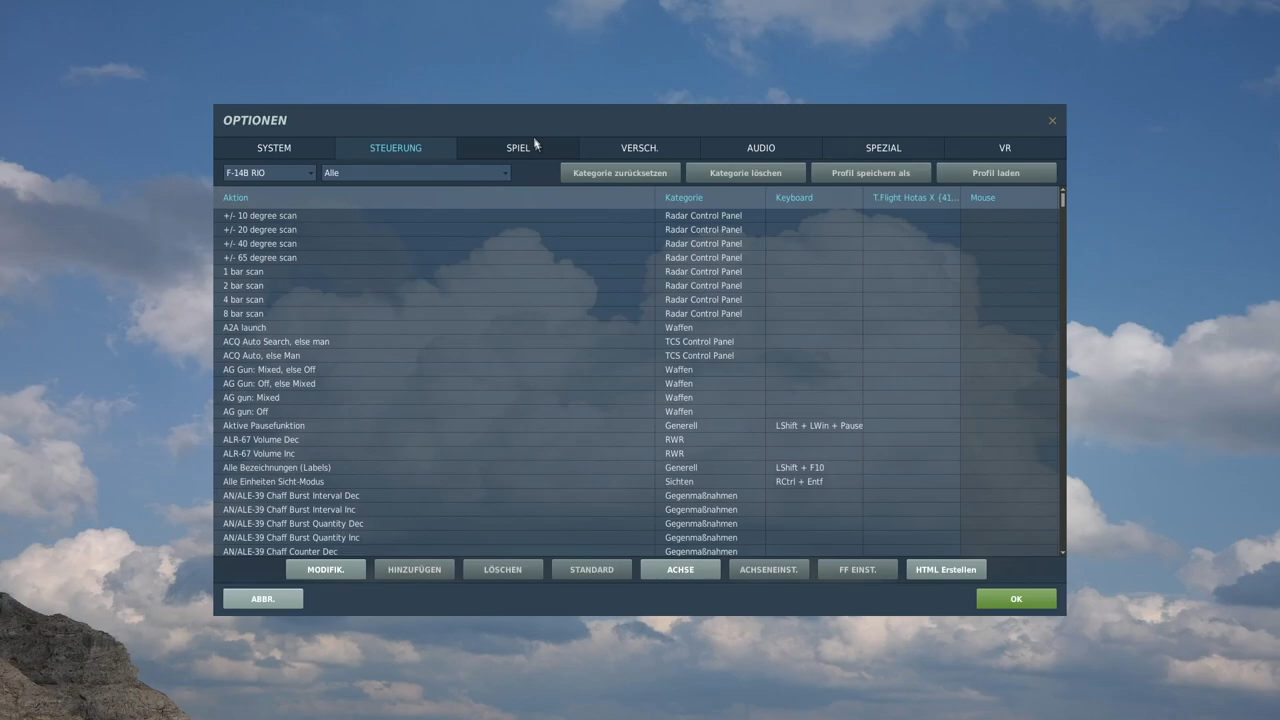 OPTIONEN
SYSTEM STEUERUNG SPIEL VERSCH. AUDIO SPEZIAL VR
F-14B RIO Alle Kategorie zurücksetzen Kategorie löschen Profil speichern als Profil laden
Aktion Kategorie Keyboard T.Flight Hotas X {41... Mouse
+/- 10 degree scan Radar Control Panel
+/- 20 degree scan Radar Control Panel
+/- 40 degree scan Radar Control Panel
+/- 65 degree scan Radar Control Panel
1 bar scan Radar Control Panel
2 bar scan Radar Control Panel
4 bar scan Radar Control Panel
8 bar scan Radar Control Panel
A2A launch Waffen
ACQ Auto Search, else man TCS Control Panel
ACQ Auto, else Man TCS Control Panel
AG Gun: Mixed, else Off Waffen
AG Gun: Off, else Mixed Waffen
AG gun: Mixed Waffen
AG gun: Off Waffen
Aktive Pausefunktion Generell LShift + LWin + Pause
ALR-67 Volume Dec RWR
ALR-67 Volume Inc RWR
Alle Bezeichnungen (Labels) Generell LShift + F10
Alle Einheiten Sicht-Modus Sichten RCtrl + Entf
AN/ALE-39 Chaff Burst Interval Dec Gegenmaßnahmen
AN/ALE-39 Chaff Burst Interval Inc Gegenmaßnahmen
AN/ALE-39 Chaff Burst Quantity Dec Gegenmaßnahmen
AN/ALE-39 Chaff Burst Quantity Inc Gegenmaßnahmen
AN/ALE-39 Chaff Counter Dec Gegenmaßnahmen
MODIFIK. HINZUFÜGEN LÖSCHEN STANDARD ACHSE ACHSENEINST. FF EINST. HTML Erstellen
ABBR. OK